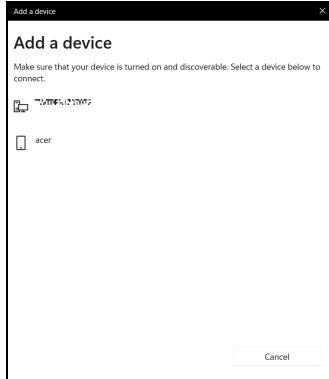 Add a device
Add a device
Make sure that your device is turned on and discoverable. Select a device below to
connect.
acer
Cancel